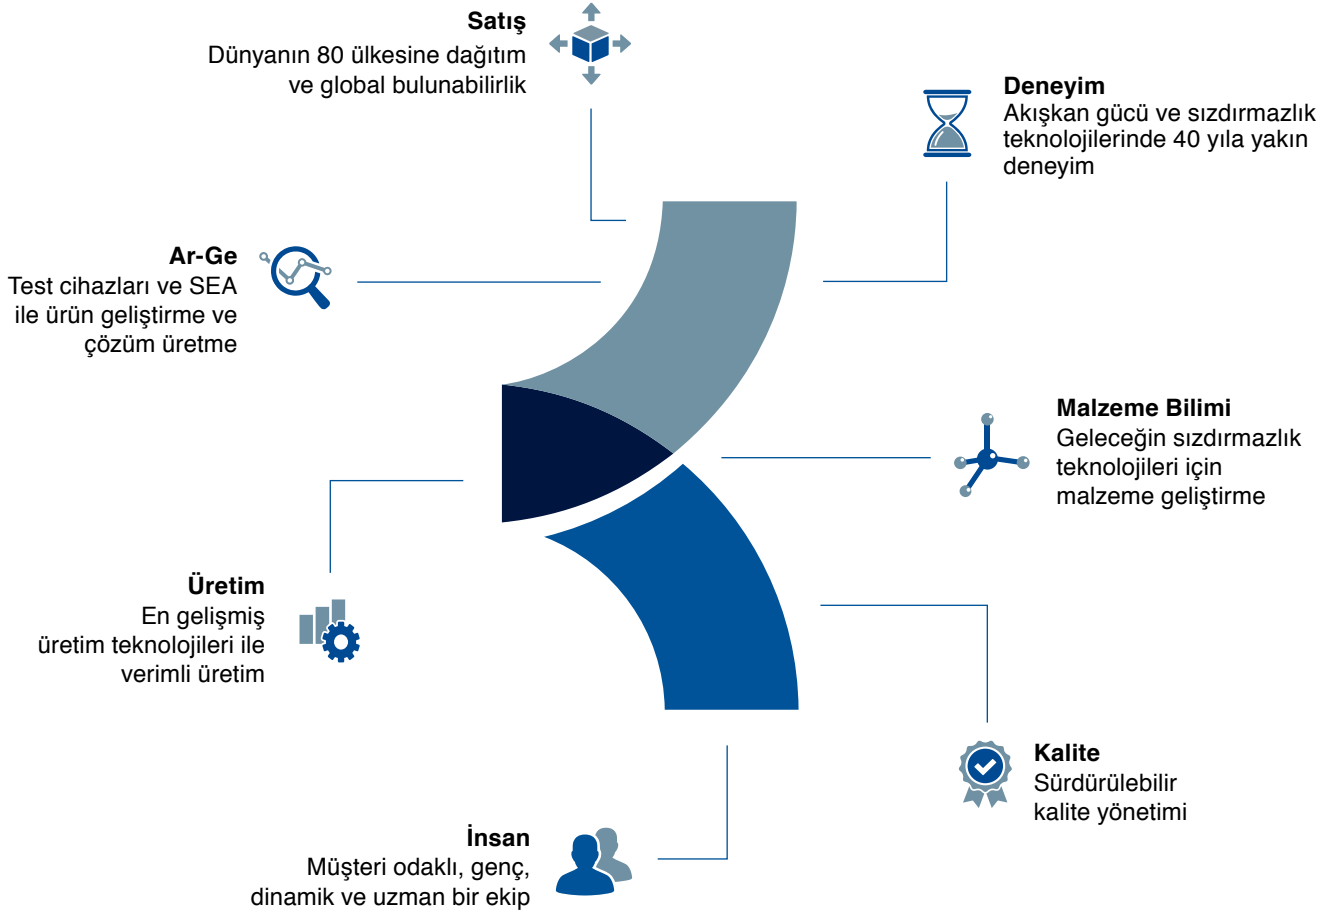 Satış
Dünyanın 80 ülkesine dağıtım
ve global bulunabilirlik
Deneyim
Akışkan gücü ve sızdırmazlık
teknolojilerinde 40 yıla yakın
deneyim
Ar-Ge
Test cihazları ve SEA
ile ürün geliştirme ve
çözüm üretme
Malzeme Bilimi
Geleceğin sızdırmazlık
teknolojileri için
malzeme geliştirme
Üretim
En gelişmiş
üretim teknolojileri ile
verimli üretim
Kalite
Sürdürülebilir
kalite yönetimi
İnsan
Müşteri odaklı, genç,
dinamik ve uzman bir ekip